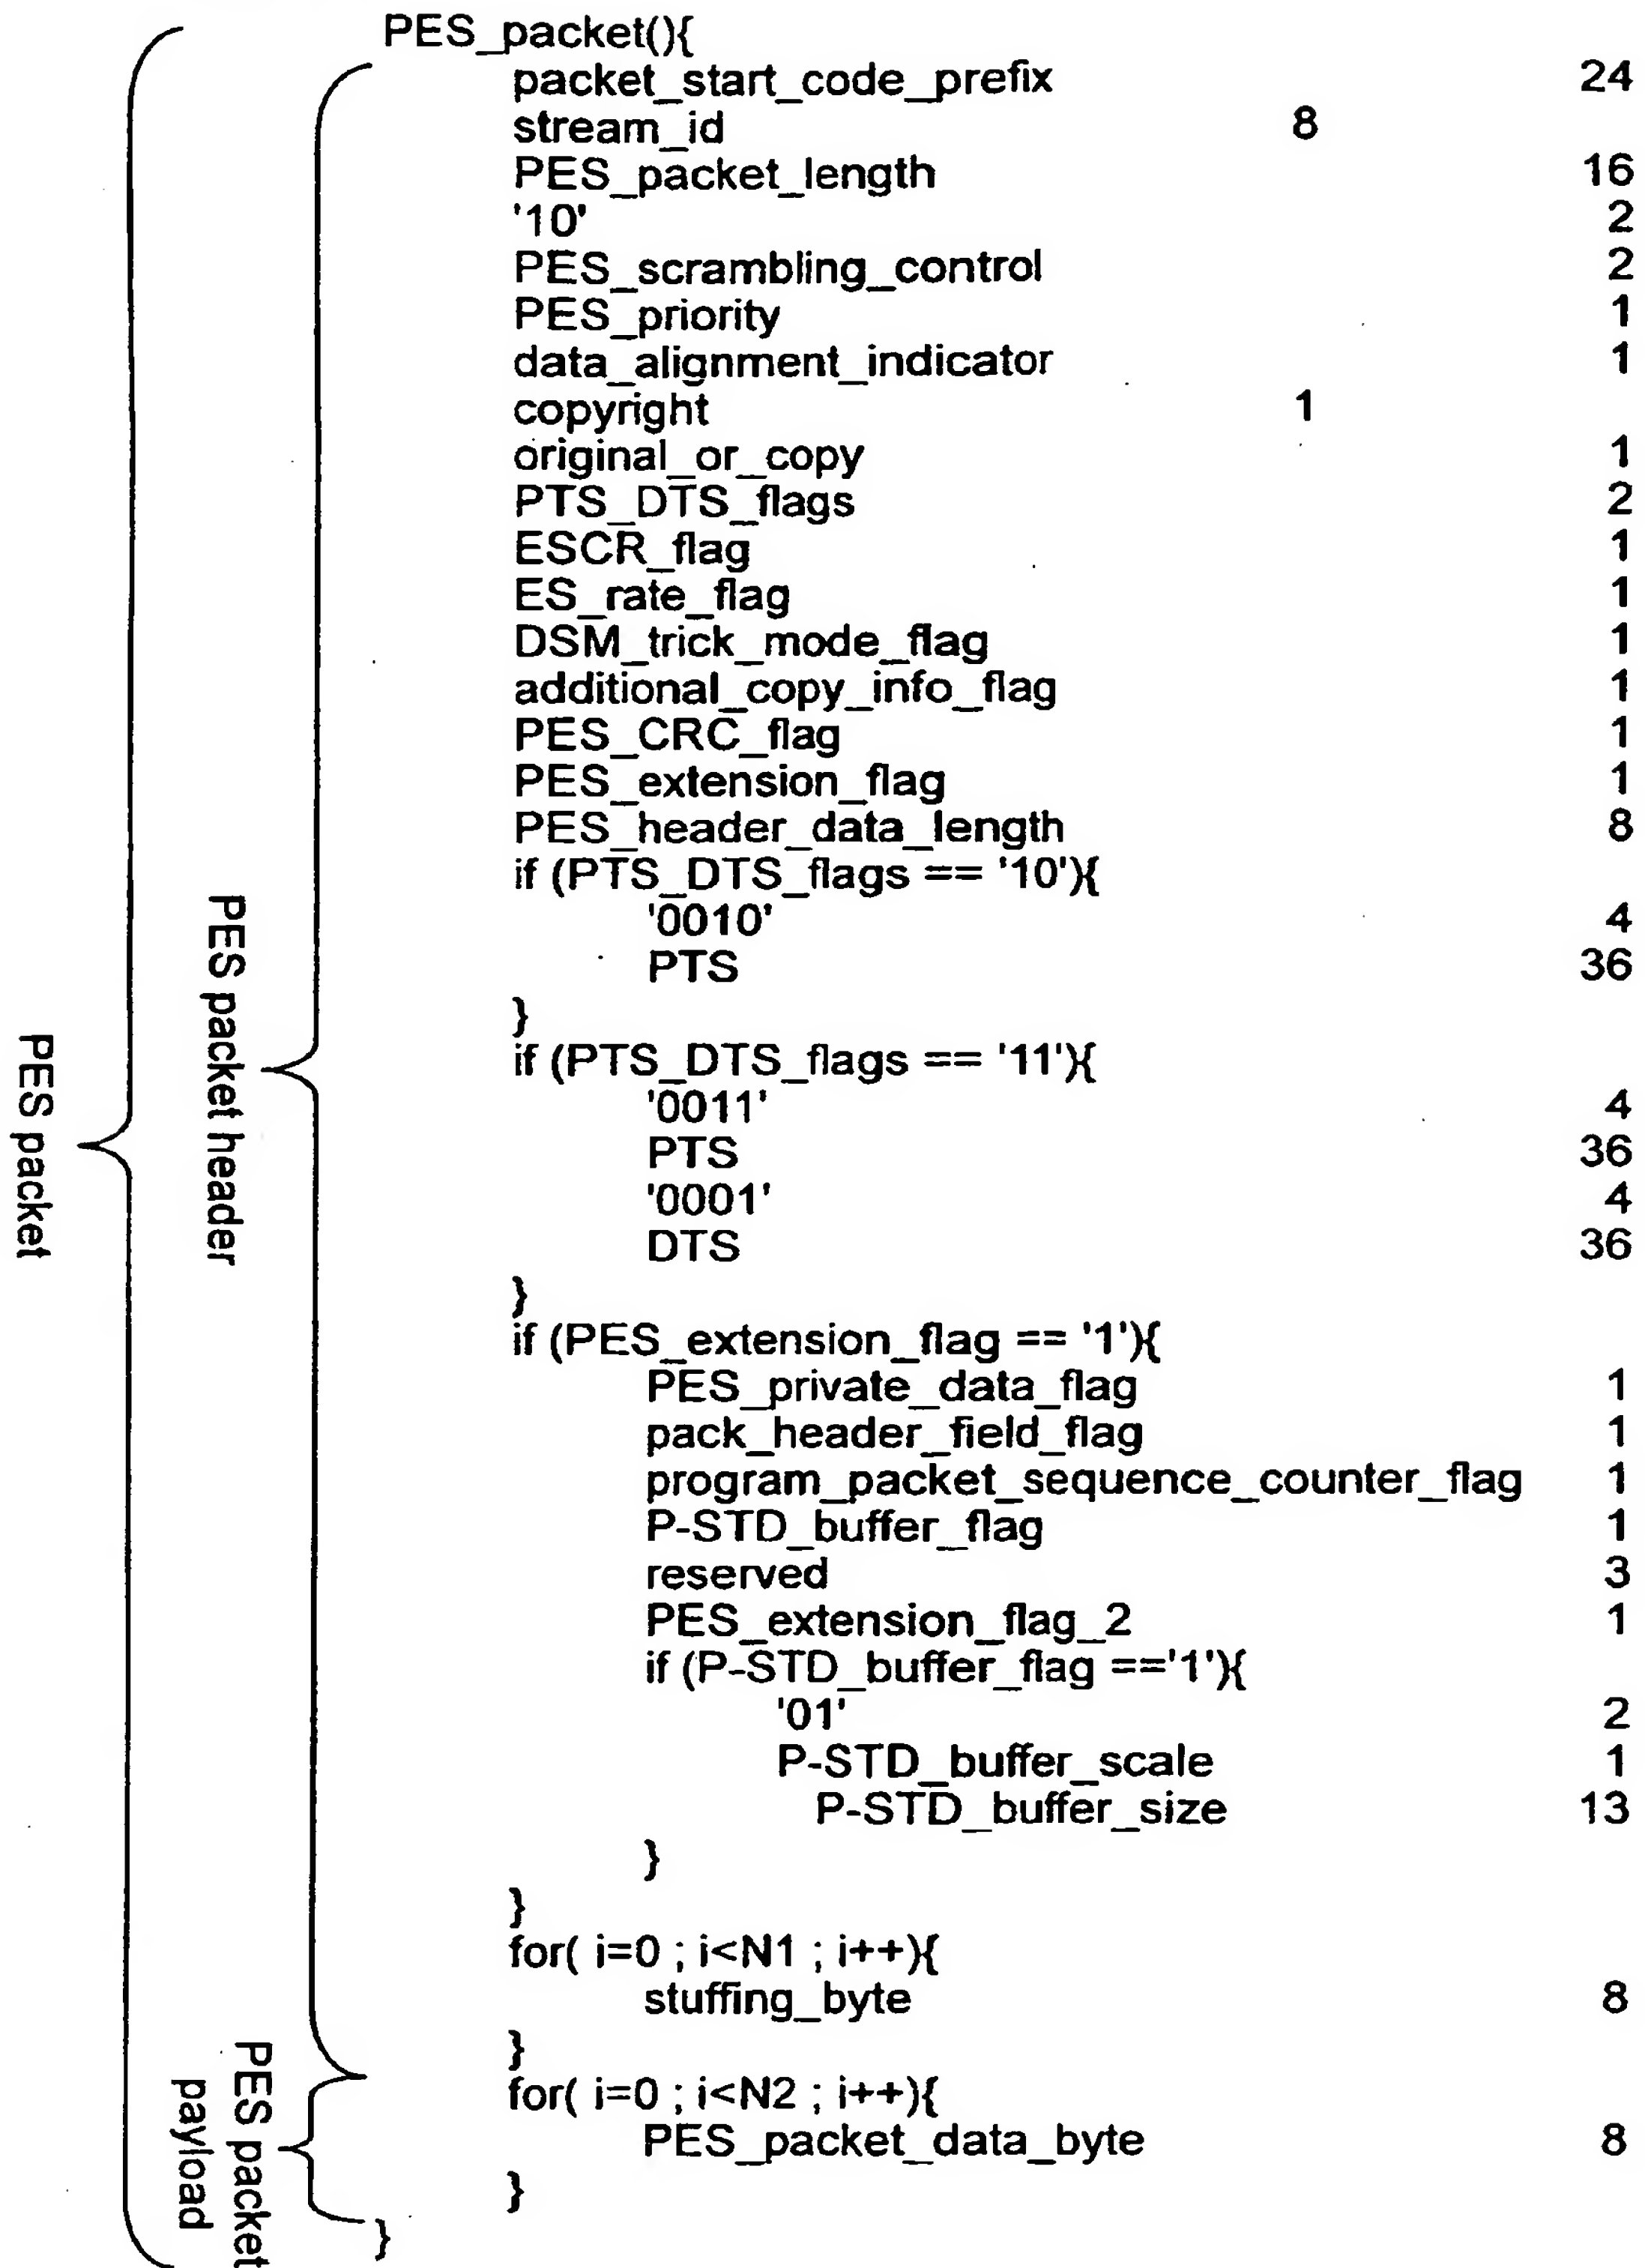 PES_packet(){
packet_start_code_prefix 24
stream_id 8
PES_packet_length 16
'10' 2
PES_scrambling_control 2
PES_priority 1
data_alignment_indicator 1
copyright 1
original_or_copy 1
PTS_DTS_flags 2
ESCR_flag 1
ES_rate_flag 1
DSM_trick_mode_flag 1
additional_copy_info_flag 1
PES_CRC_flag 1
PES_extension_flag 1
PES_header_data_length 8
if (PTS_DTS_flags == '10'){
'0010' 4
PTS 36
}
if (PTS_DTS_flags == '11'){
'0011' 4
PTS 36
'0001' 4
DTS 36
}
if (PES_extension_flag == '1'){
PES_private_data_flag 1
pack_header_field_flag 1
program_packet_sequence_counter_flag 1
P-STD_buffer_flag 1
reserved 3
PES_extension_flag_2 1
if (P-STD_buffer_flag =='1'){
'01' 2
P-STD_buffer_scale 1
P-STD_buffer_size 13
}
}
for( i=0 ; i<N1 ; i++){
stuffing_byte 8
}
for( i=0 ; i<N2 ; i++){
PES_packet_data_byte 8
}
}
PES packet header
PES packet
PES packet
payload